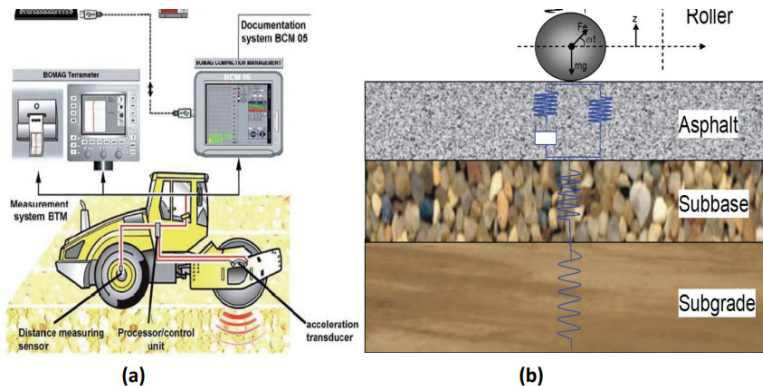 Documentation
system BCM 05
BOMAG Terrameter
BOMAG COMPACTION MANAGEMENT
BCM 05
Measurement
system BTM
Distance measuring
sensor
Processor/control
unit
acceleration
transducer
(a)
Roller
Fe
ωt
z
mg
Asphalt
Subbase
Subgrade
(b)